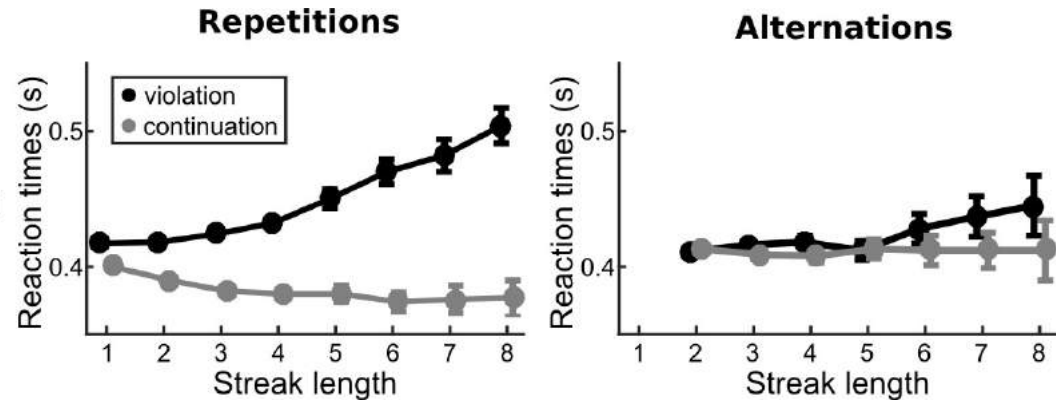 Repetitions
Reaction times (s)
violation
continuation
0.5
0.4
1 2 3 4 5 6 7 8
Streak length
Alternations
Reaction times (s)
0.5
0.4
1 2 3 4 5 6 7 8
Streak length